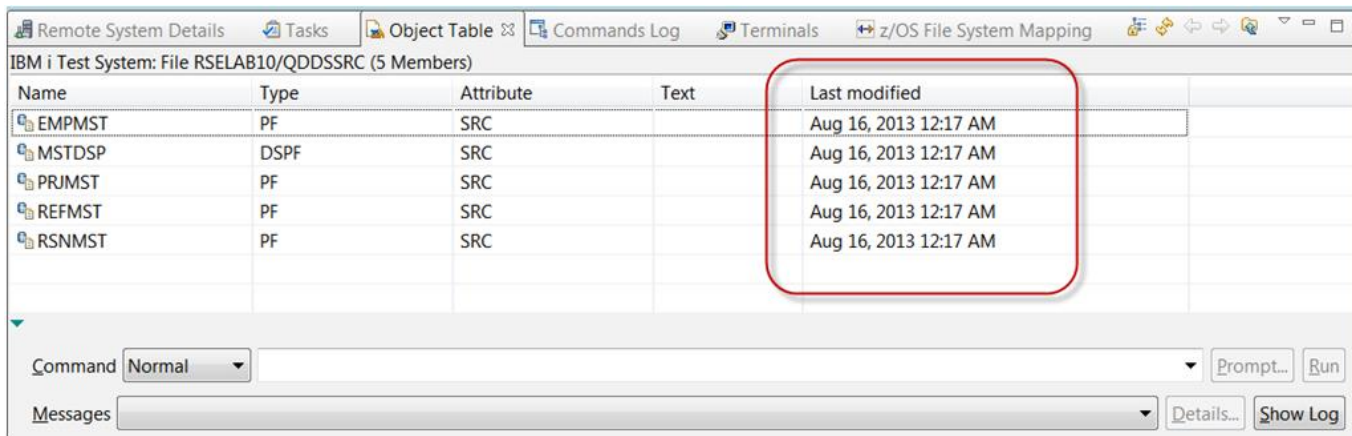 Remote System Details Tasks Object Table Commands Log Terminals z/OS File System Mapping
IBM i Test System: File RSELAB10/QDDSSRC (5 Members)
Name Type Attribute Text Last modified
EMPMST PF SRC Aug 16, 2013 12:17 AM
MSTDSP DSPF SRC Aug 16, 2013 12:17 AM
PRJMST PF SRC Aug 16, 2013 12:17 AM
REFMST PF SRC Aug 16, 2013 12:17 AM
RSNMST PF SRC Aug 16, 2013 12:17 AM
Command Normal Prompt... Run
Messages Details... Show Log